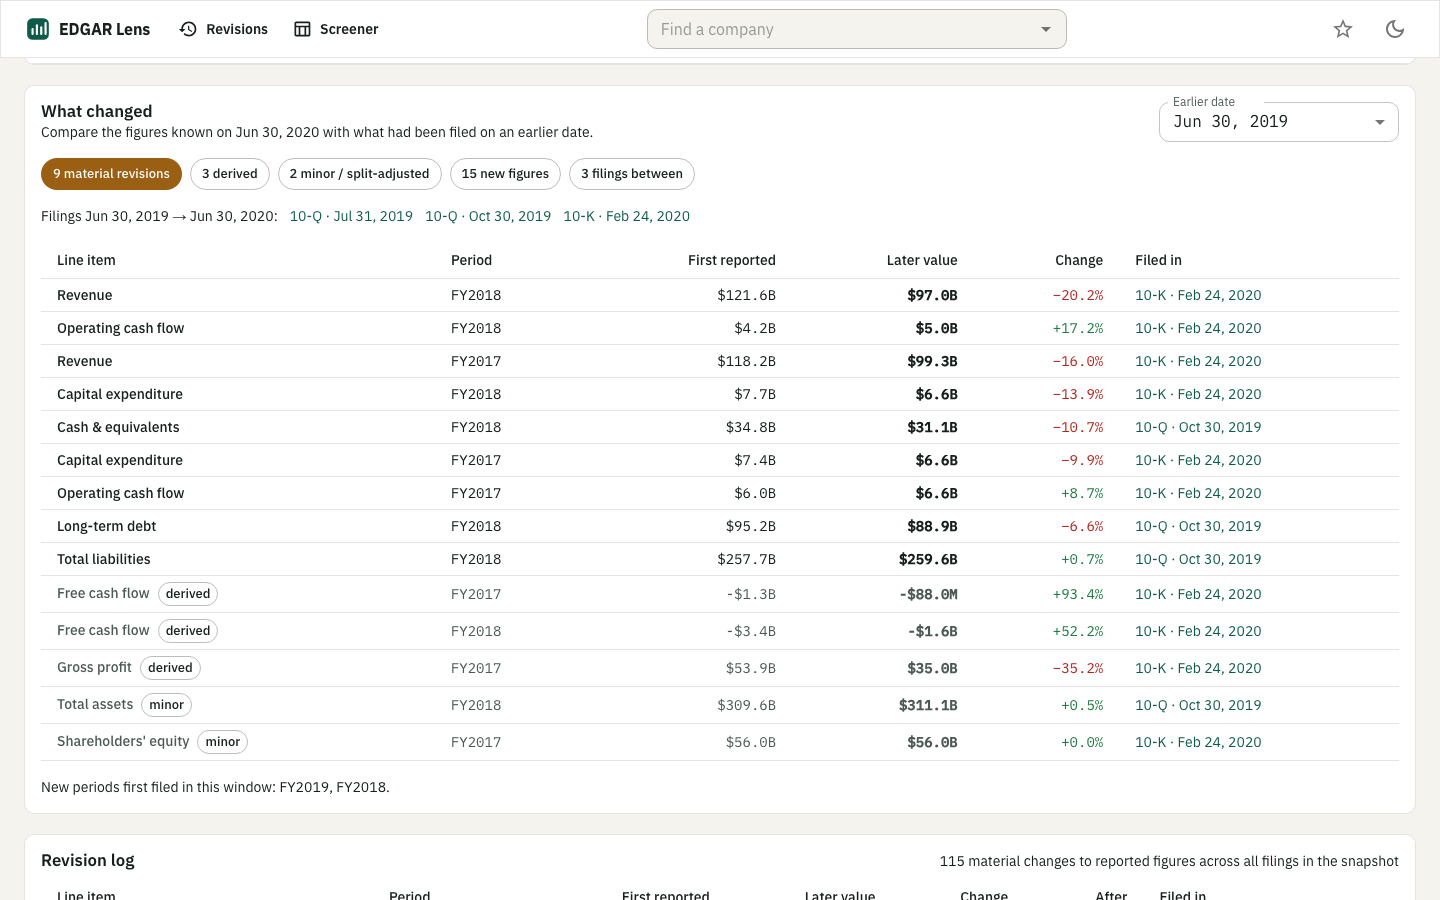 EDGAR Lens
Revisions
Screener
Find a company
What changed
Compare the figures known on Jun 30, 2020 with what had been filed on an earlier date.
Earlier date
Jun 30, 2019
9 material revisions
3 derived
2 minor / split-adjusted
15 new figures
3 filings between
Filings Jun 30, 2019 → Jun 30, 2020: 10-Q · Jul 31, 2019 10-Q · Oct 30, 2019 10-K · Feb 24, 2020
Line item Period First reported Later value Change Filed in
Revenue FY2018 $121.6B $97.0B −20.2% 10-K · Feb 24, 2020
Operating cash flow FY2018 $4.2B $5.0B +17.2% 10-K · Feb 24, 2020
Revenue FY2017 $118.2B $99.3B −16.0% 10-K · Feb 24, 2020
Capital expenditure FY2018 $7.7B $6.6B −13.9% 10-K · Feb 24, 2020
Cash & equivalents FY2018 $34.8B $31.1B −10.7% 10-Q · Oct 30, 2019
Capital expenditure FY2017 $7.4B $6.6B −9.9% 10-K · Feb 24, 2020
Operating cash flow FY2017 $6.0B $6.6B +8.7% 10-K · Feb 24, 2020
Long-term debt FY2018 $95.2B $88.9B −6.6% 10-Q · Oct 30, 2019
Total liabilities FY2018 $257.7B $259.6B +0.7% 10-Q · Oct 30, 2019
Free cash flow derived FY2017 -$1.3B -$88.0M +93.4% 10-K · Feb 24, 2020
Free cash flow derived FY2018 -$3.4B -$1.6B +52.2% 10-K · Feb 24, 2020
Gross profit derived FY2017 $53.9B $35.0B −35.2% 10-K · Feb 24, 2020
Total assets minor FY2018 $309.6B $311.1B +0.5% 10-Q · Oct 30, 2019
Shareholders' equity minor FY2017 $56.0B $56.0B +0.0% 10-K · Feb 24, 2020
New periods first filed in this window: FY2019, FY2018.
Revision log
115 material changes to reported figures across all filings in the snapshot
Line item Period First reported Later value Change After Filed in